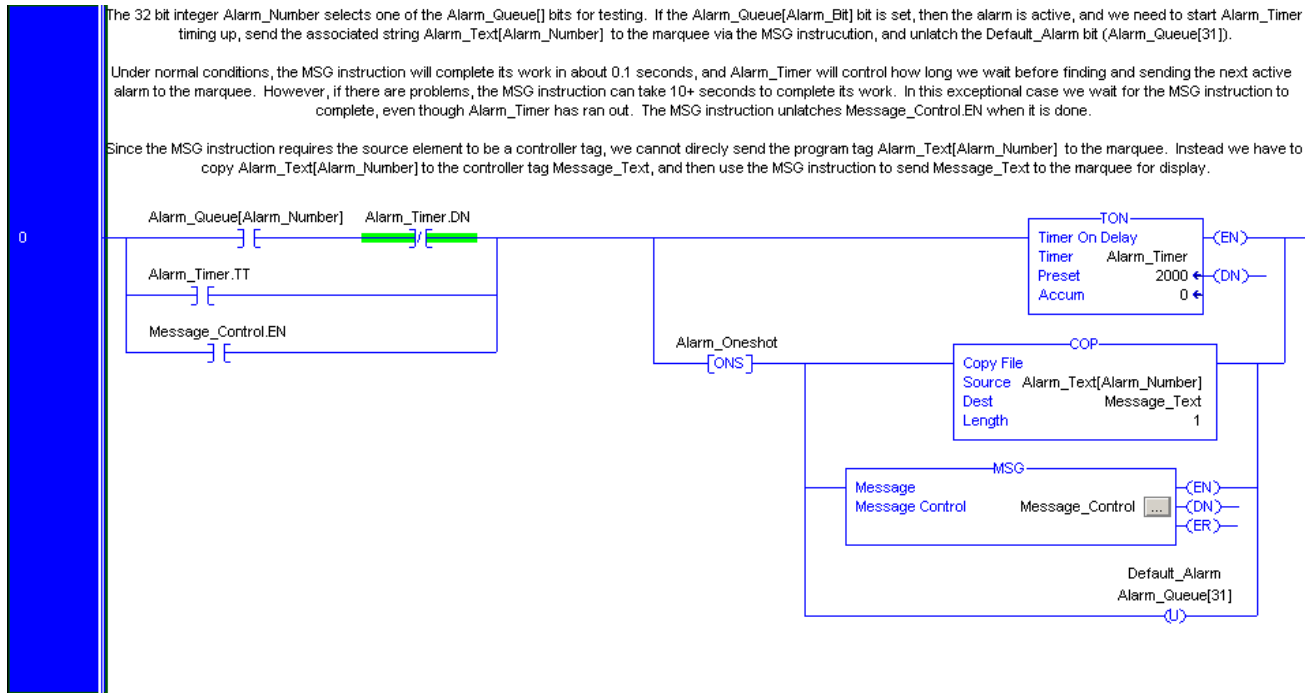 The 32 bit integer Alarm_Number selects one of the Alarm_Queue[] bits for testing.  If the Alarm_Queue[Alarm_Bit] bit is set, then the alarm is active, and we need to start Alarm_Timer
timing up, send the associated string Alarm_Text[Alarm_Number]  to the marquee via the MSG instrucution, and unlatch the Default_Alarm bit (Alarm_Queue[31]).
Under normal conditions, the MSG instruction will complete its work in about 0.1 seconds, and Alarm_Timer will control how long we wait before finding and sending the next active
alarm to the marquee.  However, if there are problems, the MSG instruction can take 10+ seconds to complete its work.  In this exceptional case we wait for the MSG instruction to
complete, even though Alarm_Timer has ran out.  The MSG instruction unlatches Message_Control.EN when it is done.
Since the MSG instruction requires the source element to be a controller tag, we cannot direcly send the program tag Alarm_Text[Alarm_Number]  to the marquee.  Instead we have to
copy Alarm_Text[Alarm_Number] to the controller tag Message_Text, and then use the MSG instruction to send Message_Text to the marquee for display.
0
Alarm_Queue[Alarm_Number] Alarm_Timer.DN
Alarm_Timer.TT
Message_Control.EN
TON
Timer On Delay (EN)
Timer Alarm_Timer
Preset 2000 (DN)
Accum 0
Alarm_Oneshot
ONS
COP
Copy File
Source Alarm_Text[Alarm_Number]
Dest Message_Text
Length 1
MSG
Message (EN)
Message Control Message_Control ... (DN)
(ER)
Default_Alarm
Alarm_Queue[31]
(U)